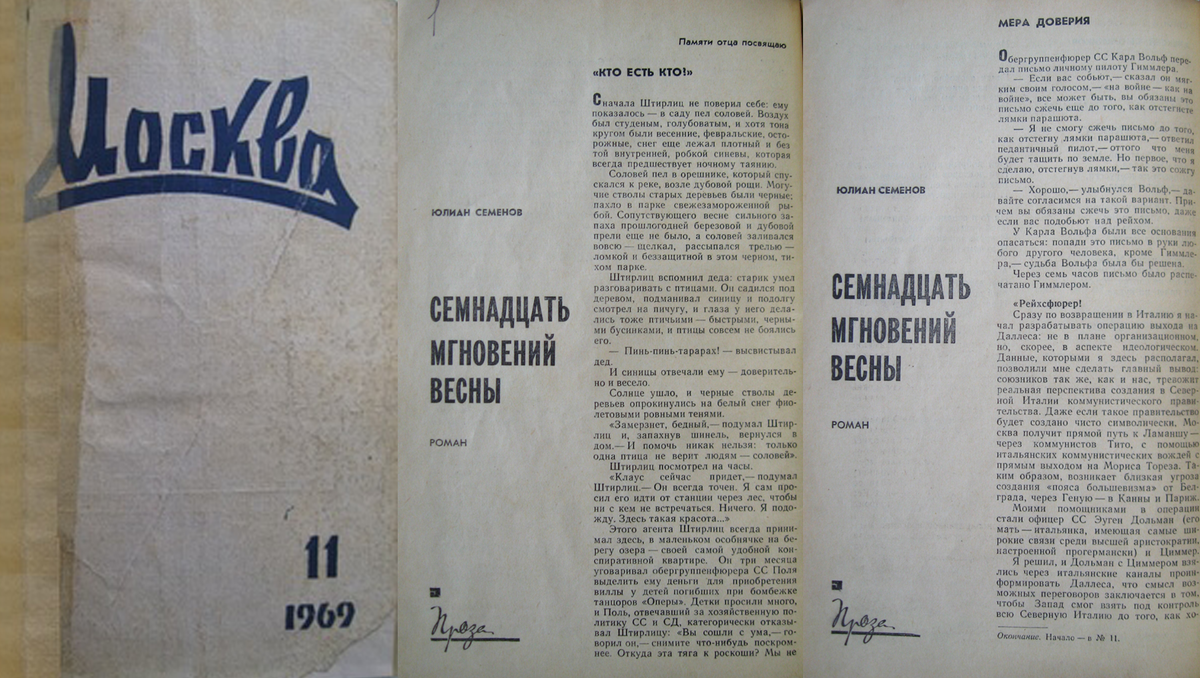 Москва
11
1969
Памяти отца посвящаю
«КТО ЕСТЬ КТО!»
ЮЛИАН СЕМЕНОВ
СЕМНАДЦАТЬ
МГНОВЕНИЙ
ВЕСНЫ
РОМАН
Проза
Сначала Штирлиц не поверил себе: ему
показалось — в саду пел соловей. Воздух
был студеным, голубоватым, и хотя тона
кругом были весенние, февральские, осто-
рожные, снег еще лежал плотный и без
той внутренней, робкой синевы, которая
всегда предшествует ночному таянию.
Соловей пел в орешнике, который спу-
скался к реке, возле дубовой рощи. Могу-
чие стволы старых деревьев были черные;
пахло в парке свежезамороженной ры-
бой. Сопутствующего весне сильного за-
паха прошлогодней березовой и дубовой
прели еще не было, а соловей заливался
вовсю — щелкал, рассыпался трелью —
ломкой и беззащитной в этом черном, ти-
хом парке.
Штирлиц вспомнил деда: старик умел
разговаривать с птицами. Он садился под
деревом, подманивал синицу и подолгу
смотрел на пичугу, и глаза у него дела-
лись тоже птичьими — быстрыми, черны-
ми бусинками, и птицы совсем не боялись
его.
— Пинь-пинь-тарарах! — высвистывал
дед.
И синицы отвечали ему — доверитель-
но и весело.
Солнце ушло, и черные стволы де-
ревьев опрокинулись на белый снег фио-
летовыми ровными тенями.
«Замерзнет, бедный,— подумал Штир-
лиц и, запахнув шинель, вернулся в
дом.— И помочь никак нельзя: только
одна птица не верит людям — соловей».
Штирлиц посмотрел на часы.
«Клаус сейчас придет,— подумал
Штирлиц.— Он всегда точен. Я сам про-
сил его идти от станции через лес, чтобы
ни с кем не встречаться. Ничего. Я подо-
жду. Здесь такая красота...»
Этого агента Штирлиц всегда прини-
мал здесь, в маленьком особнячке на бе-
регу озера — своей самой удобной кон-
спиративной квартире. Он три месяца
уговаривал обергруппенфюрера СС Поля
выделить ему деньги для приобретения
виллы у детей погибших при бомбежке
танцоров «Оперы». Детки просили много,
и Поль, отвечавший за хозяйственную по-
литику СС и СД, категорически отказы-
вал Штирлицу: «Вы сошли с ума,— го-
ворил он,— снимите что-нибудь поскром-
нее. Откуда эта тяга к роскоши? Мы не
МЕРА ДОВЕРИЯ
ЮЛИАН СЕМЕНОВ
СЕМНАДЦАТЬ
МГНОВЕНИЙ
ВЕСНЫ
РОМАН
Проза
Обергруппенфюрер СС Карл Вольф пере-
дал письмо личному пилоту Гиммлера.
— Если вас собьют,— сказал он мяг-
ким своим голосом,— «на войне — как на
войне», все может быть, вы обязаны это
письмо сжечь еще до того, как отстегнете
лямки парашюта.
— Я не смогу сжечь письмо до того,
как отстегну лямки парашюта,— ответил
педантичный пилот,— оттого что меня
будет тащить по земле. Но первое, что я
сделаю, отстегнув лямки,— так это сожгу
письмо.
— Хорошо,— улыбнулся Вольф,— да-
вайте согласимся на такой вариант. При-
чем вы обязаны сжечь это письмо, даже
если вас подобьют над рейхом.
У Карла Вольфа были все основания
опасаться: попади это письмо в руки лю-
бого другого человека, кроме Гиммле-
ра,— судьба Вольфа была бы решена.
Через семь часов письмо было распе-
чатано Гиммлером.
«Рейхсфюрер!
Сразу по возвращении в Италию я на-
чал разрабатывать операцию выхода на
Даллеса: не в плане организационном,
но, скорее, в аспекте идеологическом.
Данные, которыми я здесь располагал,
позволили мне сделать главный вывод:
союзников так же, как и нас, тревожит
реальная перспектива создания в Север-
ной Италии коммунистического прави-
тельства. Даже если такое правительство
будет создано чисто символически, Мо-
сква получит прямой путь к Ламаншу —
через коммунистов Тито, с помощью
итальянских коммунистических вождей с
прямым выходом на Мориса Тореза. Та-
ким образом, возникает близкая угроза
создания «пояса большевизма» от Бел-
града, через Геную — в Канны и Париж.
Моими помощниками в операции
стали офицер СС Эуген Дольман (его
мать — итальянка, имеющая самые ши-
рокие связи среди высшей аристократии,
настроенной прогермански) и Циммер.
Я решил, и Дольман с Циммером взя-
лись через итальянские каналы проин-
формировать Даллеса, что смысл воз-
можных переговоров заключается в том,
чтобы Запад смог взять под контроль
всю Северную Италию до того, как хо-
Окончание. Начало — в № 11.